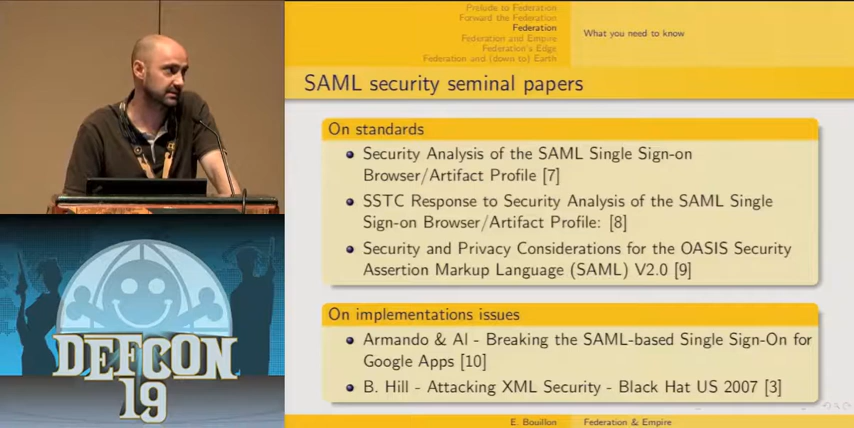 Prelude to Federation
Forward the Federation
Federation
Federation and Empire
Federation's Edge
Federation and (down to) Earth
What you need to know
SAML security seminal papers
On standards
Security Analysis of the SAML Single Sign-on
Browser/Artifact Profile [7]
SSTC Response to Security Analysis of the SAML Single
Sign-on Browser/Artifact Profile: [8]
Security and Privacy Considerations for the OASIS Security
Assertion Markup Language (SAML) V2.0 [9]
On implementations issues
Armando & Al - Breaking the SAML-based Single Sign-On for
Google Apps [10]
B. Hill - Attacking XML Security - Black Hat US 2007 [3]
E. Bouillon
Federation & Empire
DEFCON
19